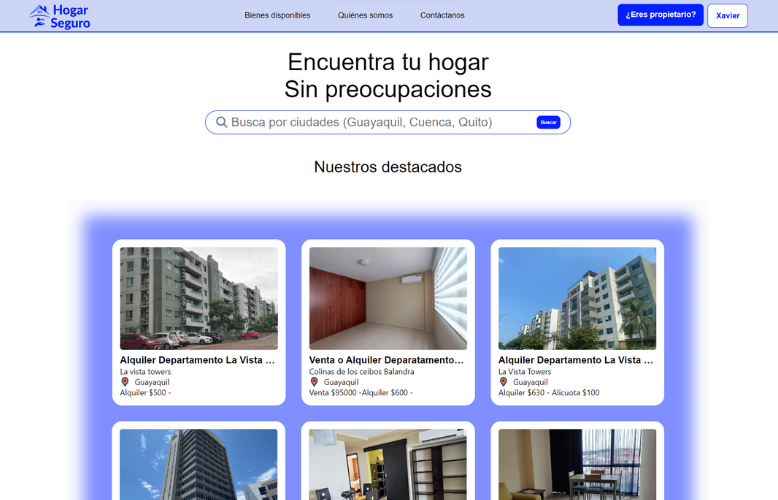 Hogar
Seguro
Bienes disponibles
Quiénes somos
Contáctanos
¿Eres propietario?
Xavier
Encuentra tu hogar
Sin preocupaciones
Busca por ciudades (Guayaquil, Cuenca, Quito)
Buscar
Nuestros destacados
Alquiler Departamento La Vista ...
La vista towers
Guayaquil
Alquiler $500 -
Venta o Alquiler Deparatamento...
Colinas de los ceibos Balandra
Guayaquil
Venta $95000 -Alquiler $600 -
Alquiler Departamento La Vista ...
La Vista Towers
Guayaquil
Alquiler $630 - Alicuota $100